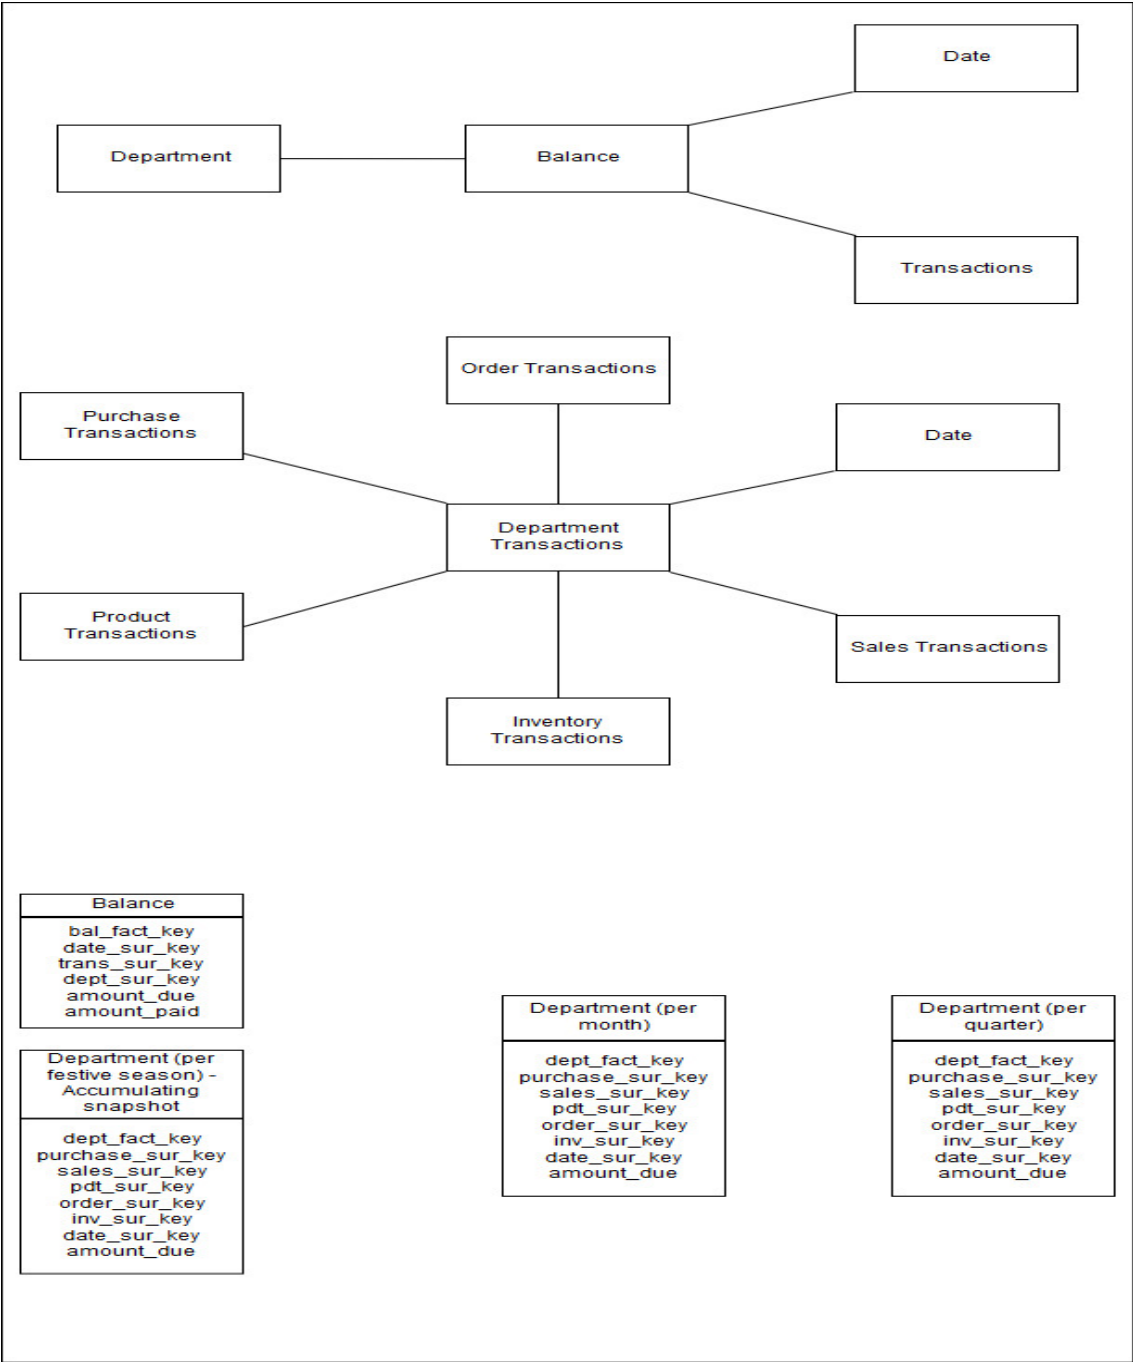 Date
Department
Balance
Transactions
Order Transactions
Purchase
Transactions
Date
Department
Transactions
Product
Transactions
Sales Transactions
Inventory
Transactions
Balance
bal_fact_key
date_sur_key
trans_sur_key
dept_sur_key
amount_due
amount_paid
Department (per
festive season) -
Accumulating
snapshot
dept_fact_key
purchase_sur_key
sales_sur_key
pdt_sur_key
order_sur_key
inv_sur_key
date_sur_key
amount_due
Department (per
month)
dept_fact_key
purchase_sur_key
sales_sur_key
pdt_sur_key
order_sur_key
inv_sur_key
date_sur_key
amount_due
Department (per
quarter)
dept_fact_key
purchase_sur_key
sales_sur_key
pdt_sur_key
order_sur_key
inv_sur_key
date_sur_key
amount_due